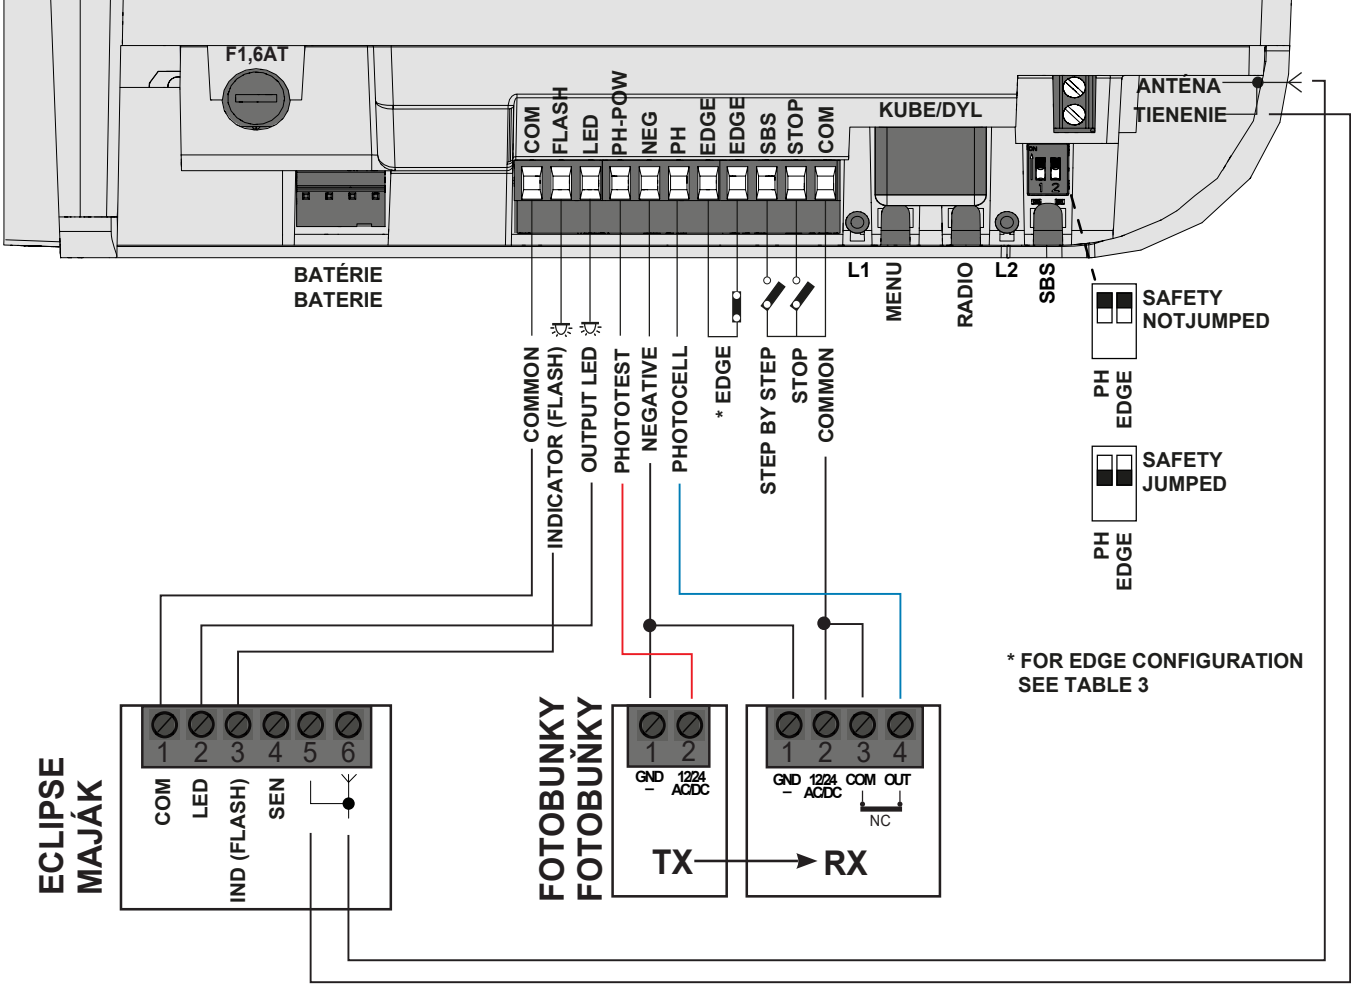 F1,6AT
COM
FLASH
LED
PH-POW
NEG
PH
EDGE
EDGE
SBS
STOP
COM
KUBE/DYL
ANTÉNA
TIENENIE
ON
1 2
BATÉRIE
BATERIE
L1
MENU
RADIO
L2
SBS
SAFETY
NOTJUMPED
PH
EDGE
SAFETY
JUMPED
PH
EDGE
COMMON
INDICATOR (FLASH)
OUTPUT LED
PHOTOTEST
NEGATIVE
PHOTOCELL
* EDGE
STEP BY STEP
STOP
COMMON
* FOR EDGE CONFIGURATION
SEE TABLE 3
ECLIPSE
MAJÁK
1 2 3 4 5 6
COM
LED
IND (FLASH)
SEN
FOTOBUNKY
FOTOBUŇKY
1 2
GND
–
12/24
AC/DC
TX
1 2 3 4
GND
–
12/24
AC/DC
COM
OUT
NC
RX